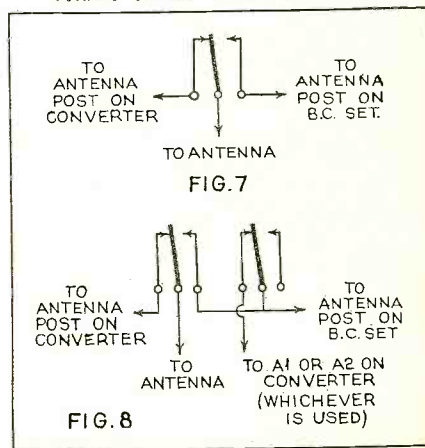 TO
ANTENNA
POST ON
CONVERTER
TO
ANTENNA
POST ON
B.C. SET.
TO ANTENNA
FIG. 7
TO
ANTENNA
POST ON
CONVERTER
TO
ANTENNA
TO A1 OR A2 ON
CONVERTER
(WHICHEVER
IS USED)
TO
ANTENNA
POST ON
B.C. SET
FIG. 8